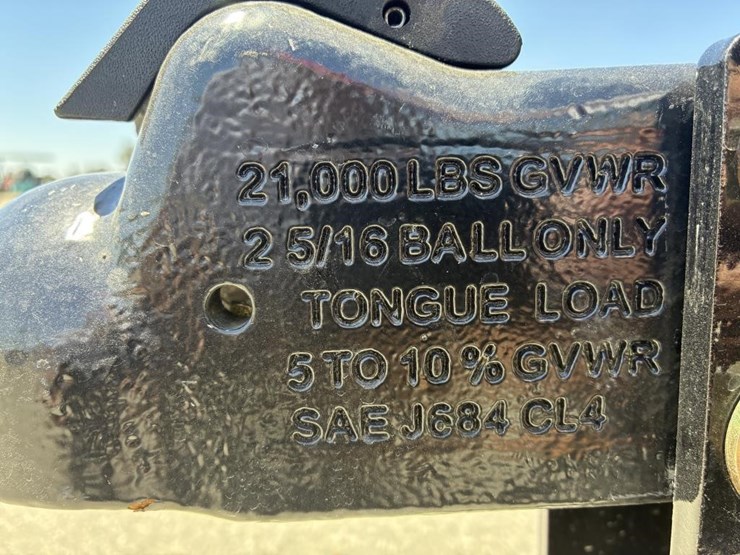 21,000 LBS GVWR
2 5/16 BALL ONLY
TONGUE LOAD
5 TO 10% GVWR
SAE J684 CL4